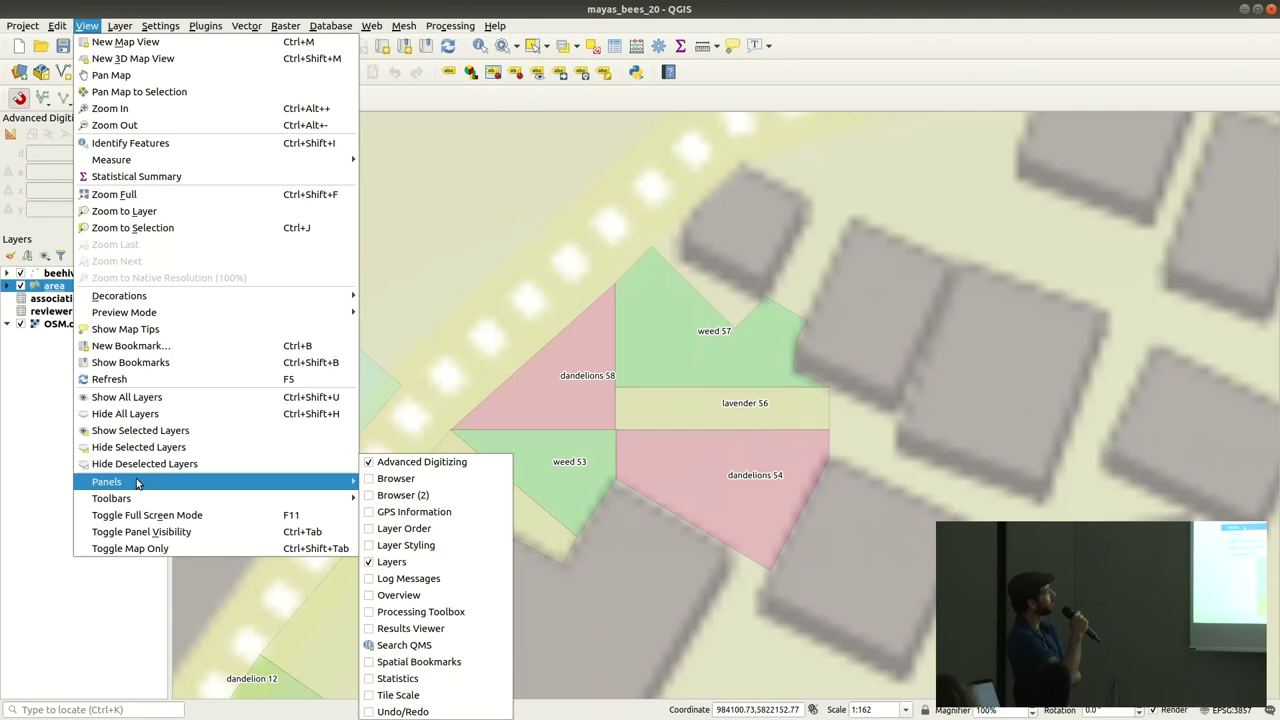 mayas_bees_20 - QGIS
Project Edit View Layer Settings Plugins Vector Raster Database Web Mesh Processing Help
New Map View Ctrl+M
New 3D Map View Ctrl+Shift+M
Pan Map
Pan Map to Selection
Zoom In Ctrl+Alt++
Zoom Out Ctrl+Alt+-
Identify Features Ctrl+Shift+I
Measure
Statistical Summary
Zoom Full Ctrl+Shift+F
Zoom to Layer
Zoom to Selection Ctrl+J
Zoom Last
Zoom Next
Zoom to Native Resolution (100%)
Decorations
Preview Mode
Show Map Tips
New Bookmark... Ctrl+B
Show Bookmarks Ctrl+Shift+B
Refresh F5
Show All Layers Ctrl+Shift+U
Hide All Layers Ctrl+Shift+H
Show Selected Layers
Hide Selected Layers
Hide Deselected Layers
Panels
Toolbars
Toggle Full Screen Mode F11
Toggle Panel Visibility Ctrl+Tab
Toggle Map Only Ctrl+Shift+Tab
Advanced Digitizing
Browser
Browser (2)
GPS Information
Layer Order
Layer Styling
Layers
Log Messages
Overview
Processing Toolbox
Results Viewer
Search QMS
Spatial Bookmarks
Statistics
Tile Scale
Undo/Redo
Advanced Digiti
d
a
x
y
Layers
beehiv
area
associatio
reviewer
OSM.c
weed 57
dandelions 58
lavender 56
weed 53
dandelions 54
dandelion 12
Type to locate (Ctrl+K)
Coordinate 984100.73,5822152.77 Scale 1:162 Magnifier 100% Rotation 0.0° Render EPSG:3857